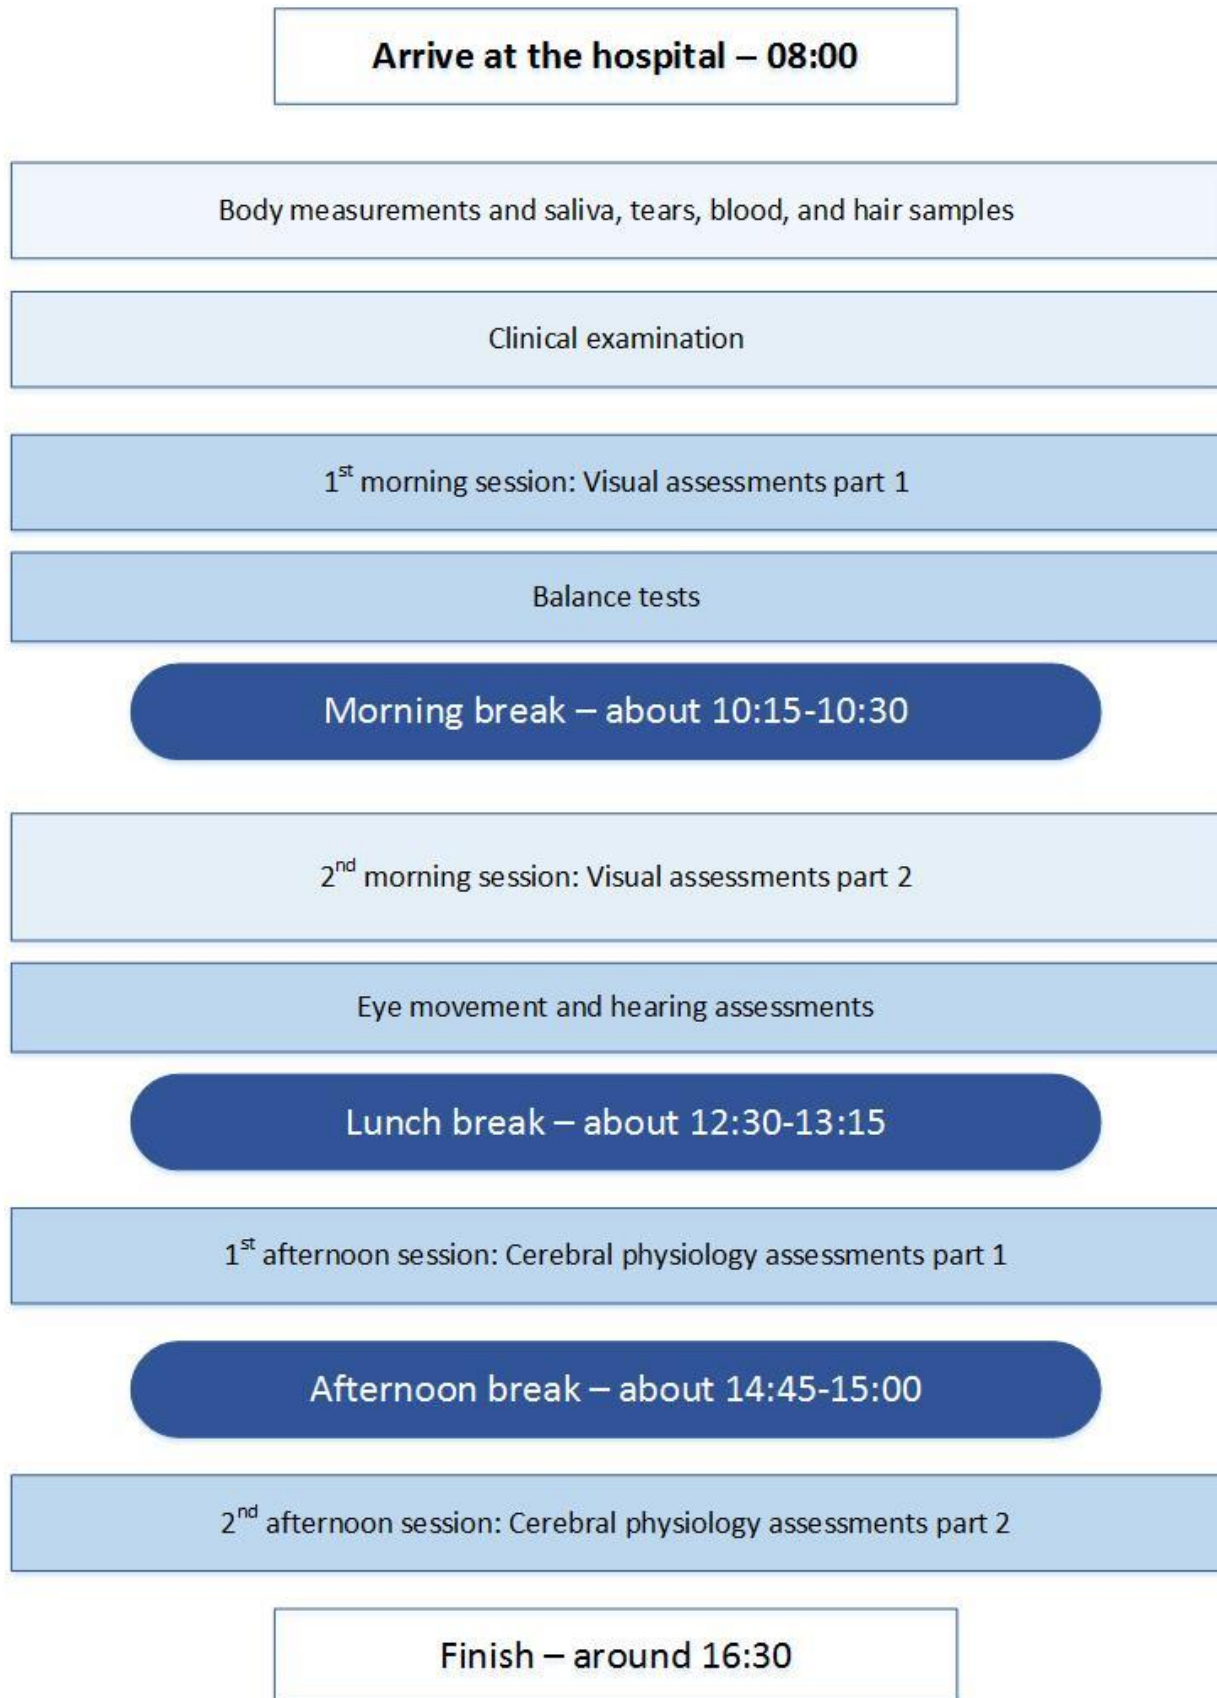 Arrive at the hospital – 08:00
Body measurements and saliva, tears, blood, and hair samples
Clinical examination
1st morning session: Visual assessments part 1
Balance tests
Morning break – about 10:15-10:30
2nd morning session: Visual assessments part 2
Eye movement and hearing assessments
Lunch break – about 12:30-13:15
1st afternoon session: Cerebral physiology assessments part 1
Afternoon break – about 14:45-15:00
2nd afternoon session: Cerebral physiology assessments part 2
Finish – around 16:30